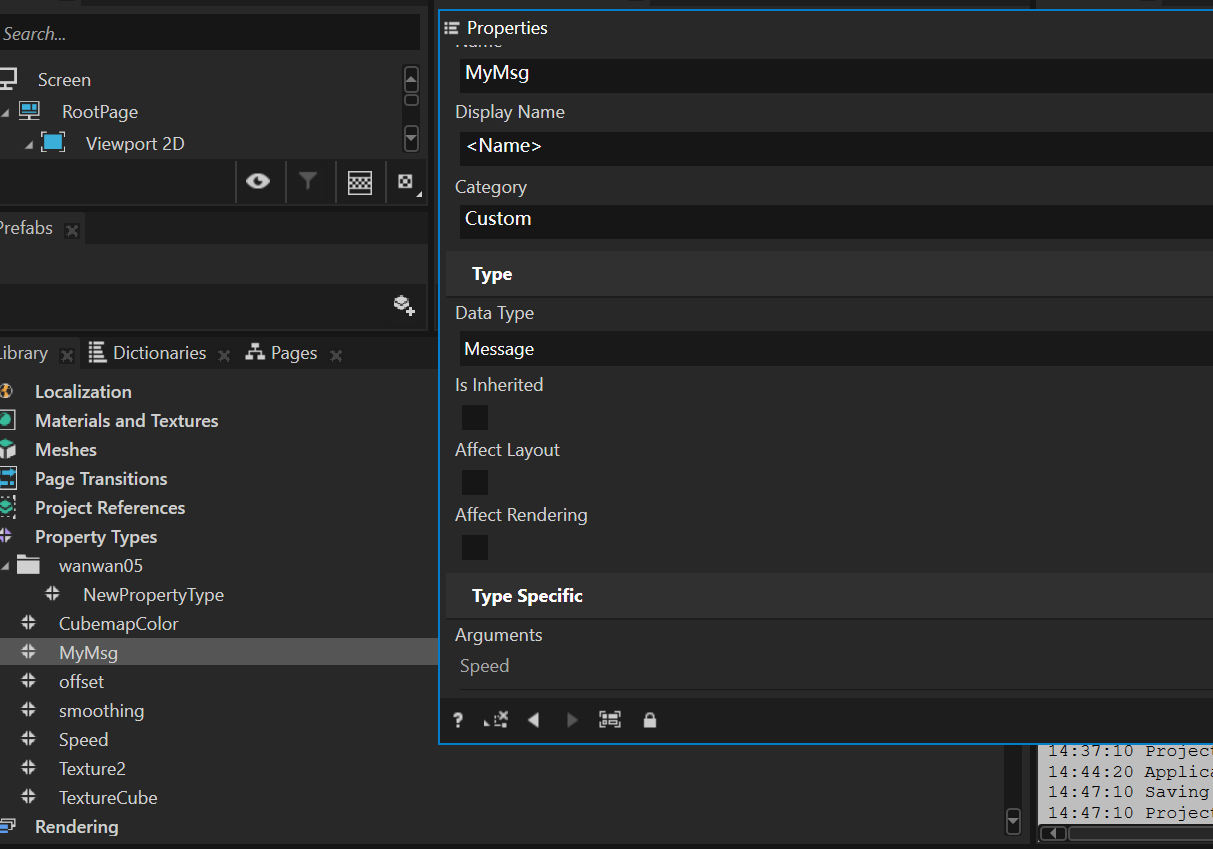 Search...
Screen
RootPage
Viewport 2D
Prefabs
Library
Dictionaries
Pages
Localization
Materials and Textures
Meshes
Page Transitions
Project References
Property Types
wanwan05
NewPropertyType
CubemapColor
MyMsg
offset
smoothing
Speed
Texture2
TextureCube
Rendering
Properties
Name
MyMsg
Display Name
<Name>
Category
Custom
Type
Data Type
Message
Is Inherited
Affect Layout
Affect Rendering
Type Specific
Arguments
Speed
?
14:37:10 Project
14:44:20 Applica
14:47:10 Saving
14:47:10 Project